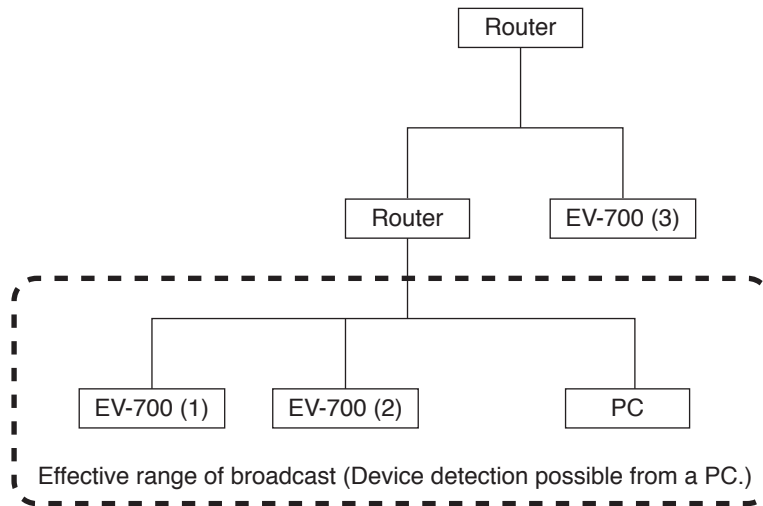 Router
Router
EV-700 (3)
EV-700 (1)
EV-700 (2)
PC
Effective range of broadcast (Device detection possible from a PC.)